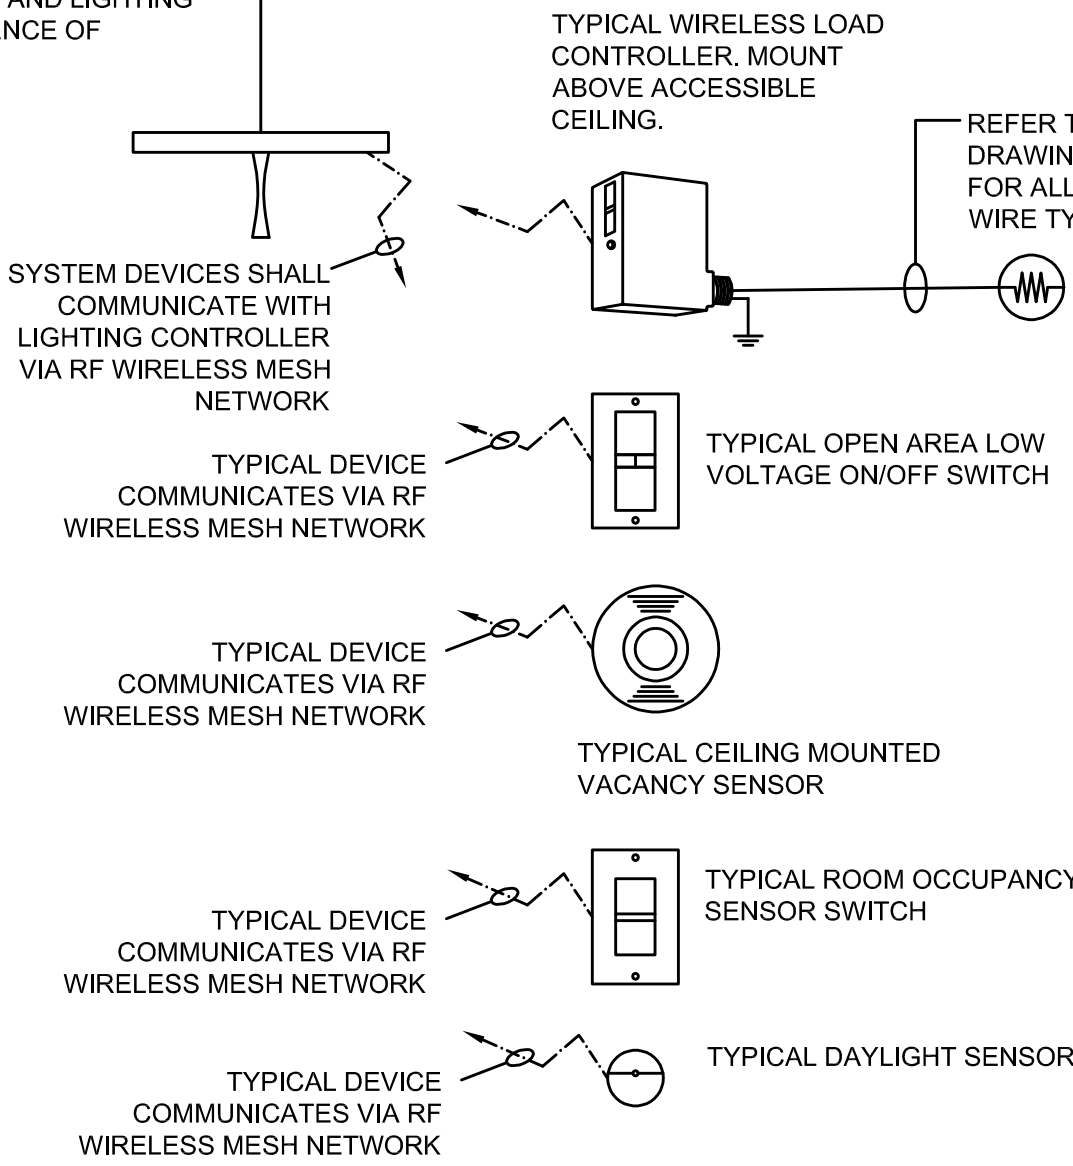 AND LIGHTING
OF
TYPICAL WIRELESS LOAD
CONTROLLER. MOUNT
ABOVE ACCESSIBLE
CEILING.
REFER
FOR ALL
WIRE
SYSTEM DEVICES SHALL
COMMUNICATE WITH
LIGHTING CONTROLLER
VIA RF WIRELESS MESH
NETWORK
TYPICAL DEVICE
COMMUNICATES VIA RF
WIRELESS MESH NETWORK
TYPICAL OPEN AREA LOW
VOLTAGE ON/OFF SWITCH
TYPICAL DEVICE
COMMUNICATES VIA RF
WIRELESS MESH NETWORK
TYPICAL CEILING MOUNTED
VACANCY SENSOR
TYPICAL DEVICE
COMMUNICATES VIA RF
WIRELESS MESH NETWORK
TYPICAL ROOM OCCUPANCY
SENSOR SWITCH
TYPICAL DEVICE
COMMUNICATES VIA RF
WIRELESS MESH NETWORK
TYPICAL DAYLIGHT SENSOR